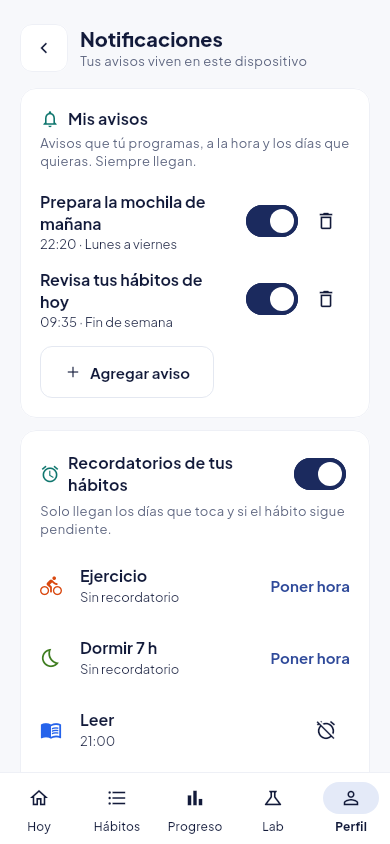 Notificaciones
Tus avisos viven en este dispositivo
Mis avisos
Avisos que tú programas, a la hora y los días que
quieras. Siempre llegan.
Prepara la mochila de
mañana
22:20 · Lunes a viernes
Revisa tus hábitos de
hoy
09:35 · Fin de semana
Agregar aviso
Recordatorios de tus
hábitos
Solo llegan los días que toca y si el hábito sigue
pendiente.
Ejercicio
Sin recordatorio
Poner hora
Dormir 7 h
Sin recordatorio
Poner hora
Leer
21:00
Hoy
Hábitos
Progreso
Lab
Perfil